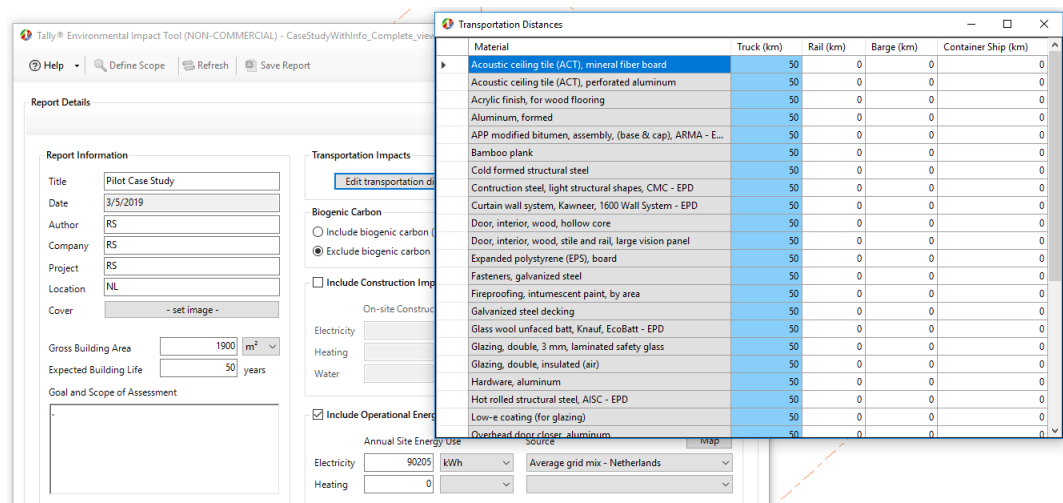 Tally® Environmental Impact Tool (NON-COMMERCIAL) - CaseStudyWithInfo_Complete_view
Help Define Scope Refresh Save Report
Report Details
Report Information
Title Pilot Case Study
Date 3/5/2019
Author RS
Company RS
Project RS
Location NL
Cover - set image -
Gross Building Area 1900 m²
Expected Building Life 50 years
Goal and Scope of Assessment
-
Transportation Impacts
Edit transportation di
Biogenic Carbon
Include biogenic carbon (
Exclude biogenic carbon
Include Construction Imp
On-site Construc
Electricity
Heating
Water
Include Operational Energ
Annual Site Energy Use Source Map
Electricity 90205 kWh Average grid mix - Netherlands
Heating 0
Transportation Distances
Material Truck (km) Rail (km) Barge (km) Container Ship (km)
Acoustic ceiling tile (ACT), mineral fiber board 50 0 0 0
Acoustic ceiling tile (ACT), perforated aluminum 50 0 0 0
Acrylic finish, for wood flooring 50 0 0 0
Aluminum, formed 50 0 0 0
APP modified bitumen, assembly, (base & cap), ARMA - E... 50 0 0 0
Bamboo plank 50 0 0 0
Cold formed structural steel 50 0 0 0
Contruction steel, light structural shapes, CMC - EPD 50 0 0 0
Curtain wall system, Kawneer, 1600 Wall System - EPD 50 0 0 0
Door, interior, wood, hollow core 50 0 0 0
Door, interior, wood, stile and rail, large vision panel 50 0 0 0
Expanded polystyrene (EPS), board 50 0 0 0
Fasteners, galvanized steel 50 0 0 0
Fireproofing, intumescent paint, by area 50 0 0 0
Galvanized steel decking 50 0 0 0
Glass wool unfaced batt, Knauf, EcoBatt - EPD 50 0 0 0
Glazing, double, 3 mm, laminated safety glass 50 0 0 0
Glazing, double, insulated (air) 50 0 0 0
Hardware, aluminum 50 0 0 0
Hot rolled structural steel, AISC - EPD 50 0 0 0
Low-e coating (for glazing) 50 0 0 0
Overhead door closer, aluminum 50 0 0 0